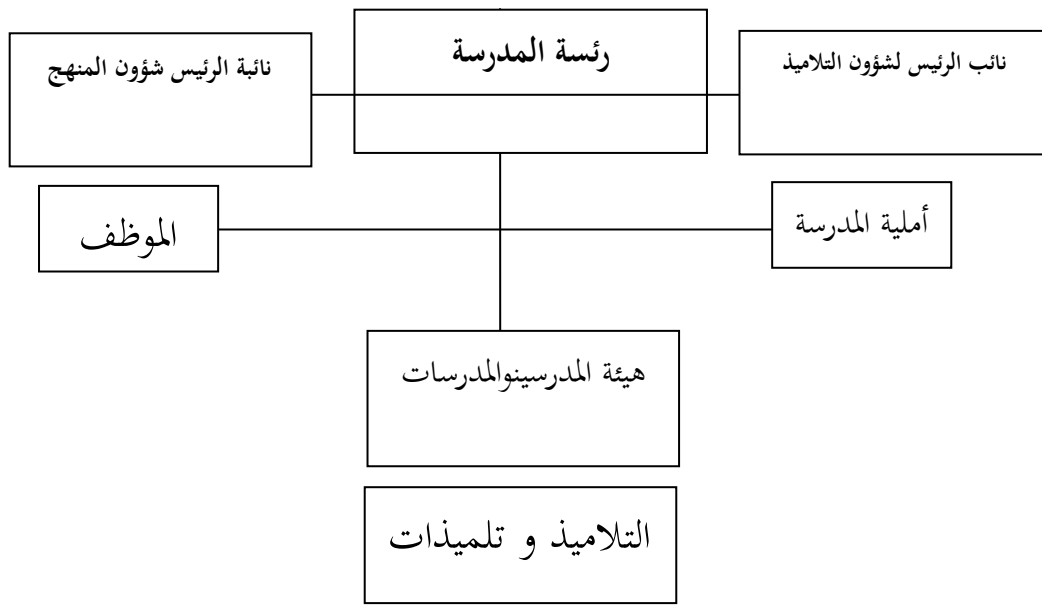 رئسة المدرسة
نائب الرئيس لشؤون التلاميذ
نائبة الرئيس شؤون المنهج
أملية المدرسة
الموظف
هيئة المدرسينوالمدرسات
التلاميذ و تلميذات